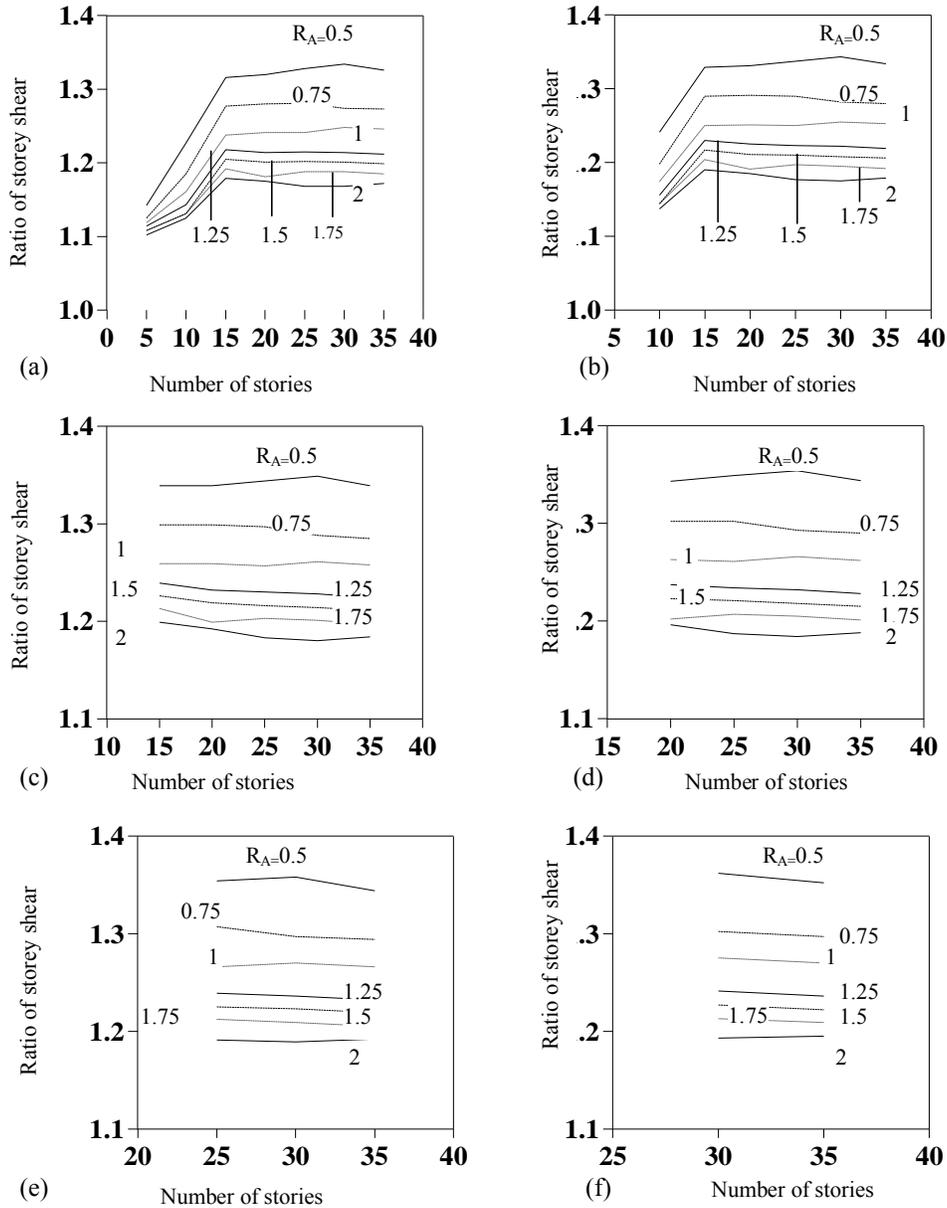 1.4
1.3
1.2
1.1
1.0
Ratio of storey shear
R_A=0.5
0.75
1
2
1.25
1.5
1.75
0 5 10 15 20 25 30 35 40
(a)
Number of stories
1.4
.3
.2
.1
1.0
Ratio of storey shear
R_A=0.5
0.75
1
2
1.75
1.25
1.5
5 10 15 20 25 30 35 40
(b)
Number of stories
1.4
1.3
1.2
1.1
Ratio of storey shear
R_A=0.5
0.75
1
1.5
1.25
1.75
2
10 15 20 25 30 35 40
(c)
Number of stories
1.4
.3
.2
1.1
Ratio of storey shear
R_A=0.5
0.75
1
1.5
1.25
1.75
2
15 20 25 30 35 40
(d)
Number of stories
1.4
1.3
1.2
1.1
Ratio of storey shear
R_A=0.5
0.75
1
1.25
1.75
1.5
2
20 25 30 35 40
(e)
Number of stories
1.4
.3
.2
1.1
Ratio of storey shear
R_A=0.5
0.75
1
1.25
1.75
1.5
2
25 30 35 40
(f)
Number of stories